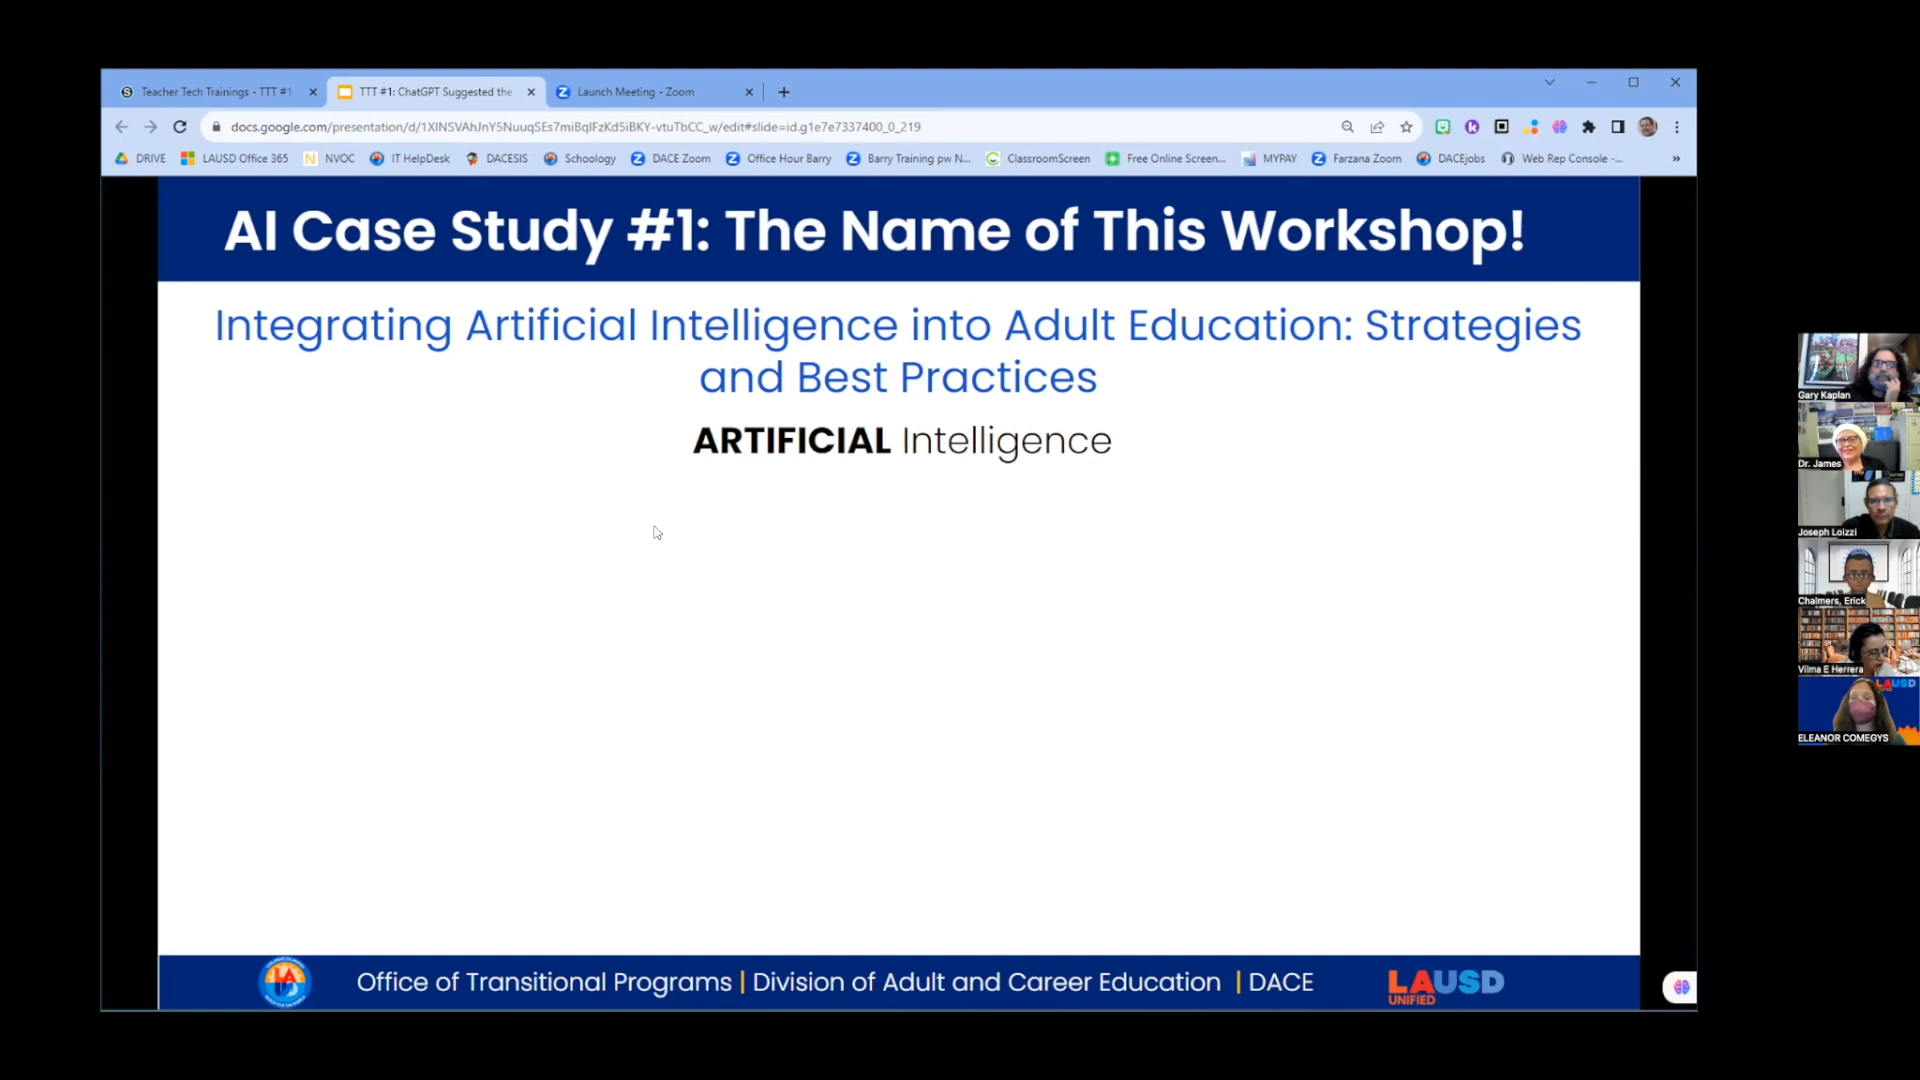 Teacher Tech Trainings - TTT #1
TTT #1: ChatGPT Suggested the
Launch Meeting - Zoom
docs.google.com/presentation/d/1XlNSVAhJnY5NuuqSEs7miBqIFzKd5iBKY-vtuTbCC_w/edit#slide=id.g1e7e7337400_0_219
DRIVE LAUSD Office 365 NVOC IT HelpDesk DACESIS Schoology DACE Zoom Office Hour Barry Barry Training pw N... ClassroomScreen Free Online Screen... MYPAY Farzana Zoom DACEjobs Web Rep Console -...
AI Case Study #1: The Name of This Workshop!
Integrating Artificial Intelligence into Adult Education: Strategies
and Best Practices
ARTIFICIAL Intelligence
Gary Kaplan
Dr. James
Joseph Loizzi
Chalmers, Erick
Vilma E Herrera
LAUSD
ELEANOR COMEGYS
Office of Transitional Programs | Division of Adult and Career Education | DACE
LAUSD
UNIFIED